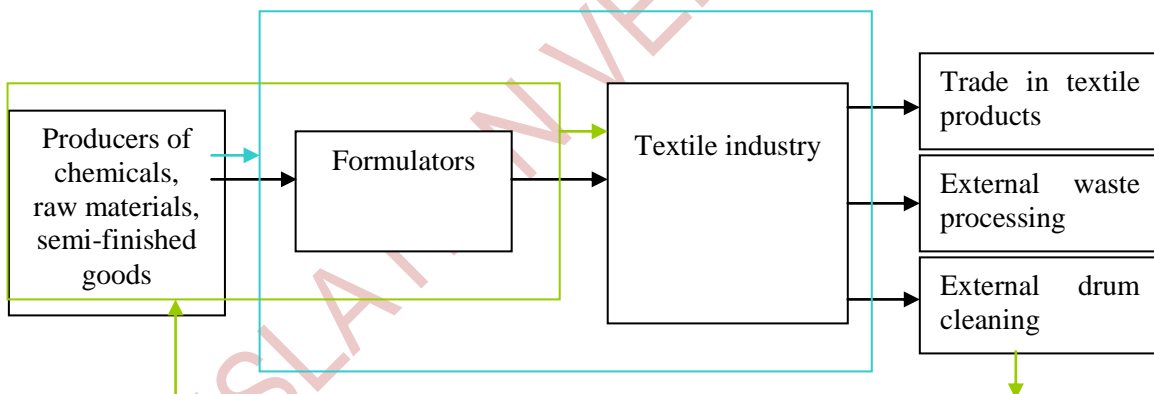 Producers of
chemicals,
raw materials,
semi-finished
goods
Formulators
Textile industry
Trade in textile
products
External waste
processing
External drum
cleaning